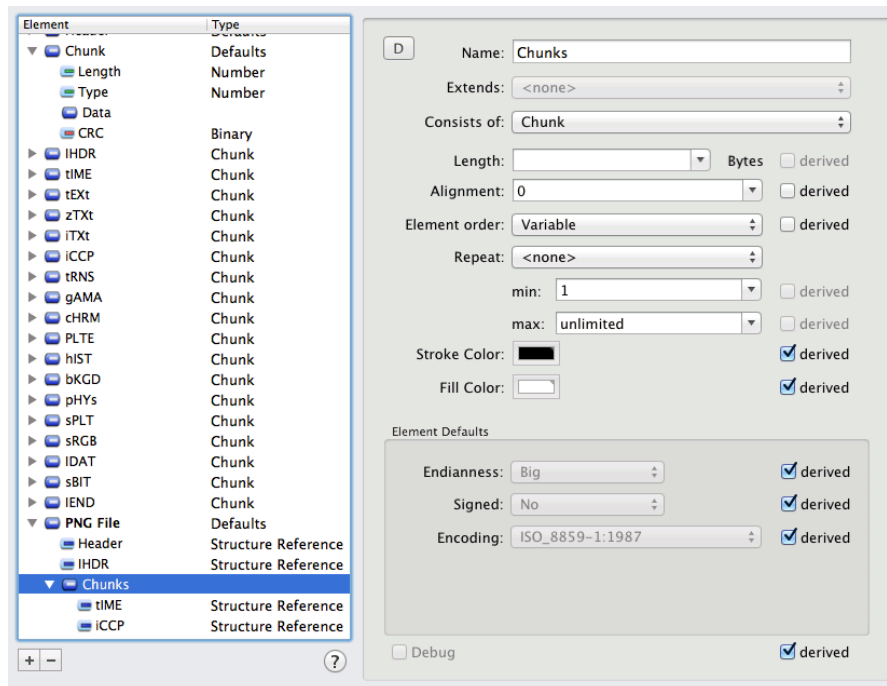 Element Type
Header Defaults
Chunk Defaults
Length Number
Type Number
Data
CRC Binary
IHDR Chunk
tIME Chunk
tEXt Chunk
zTXt Chunk
iTXt Chunk
iCCP Chunk
tRNS Chunk
gAMA Chunk
cHRM Chunk
PLTE Chunk
hIST Chunk
bKGD Chunk
pHYs Chunk
sPLT Chunk
sRGB Chunk
IDAT Chunk
sBIT Chunk
IEND Chunk
PNG File Defaults
Header Structure Reference
IHDR Structure Reference
Chunks
tIME Structure Reference
iCCP Structure Reference
+ − ?
D Name: Chunks
Extends: <none>
Consists of: Chunk
Length: Bytes derived
Alignment: 0 derived
Element order: Variable derived
Repeat: <none>
min: 1 derived
max: unlimited derived
Stroke Color: derived
Fill Color: derived
Element Defaults
Endianness: Big derived
Signed: No derived
Encoding: ISO_8859-1:1987 derived
Debug derived